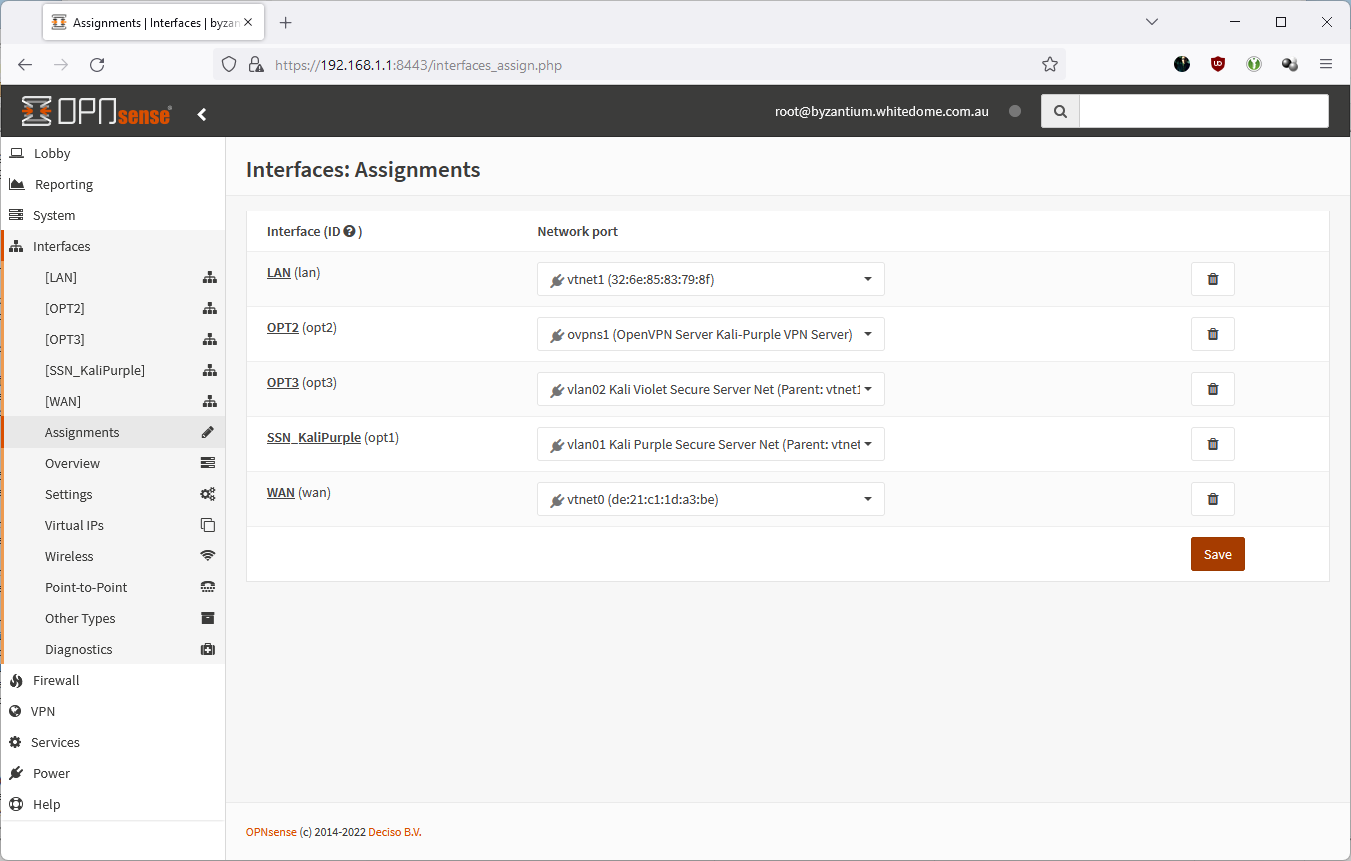 Assignments | Interfaces | byzan
https://192.168.1.1:8443/interfaces_assign.php
OPNsense
root@byzantium.whitedome.com.au
Lobby
Reporting
System
Interfaces
[LAN]
[OPT2]
[OPT3]
[SSN_KaliPurple]
[WAN]
Assignments
Overview
Settings
Virtual IPs
Wireless
Point-to-Point
Other Types
Diagnostics
Firewall
VPN
Services
Power
Help
Interfaces: Assignments
Interface (ID ? ) Network port
LAN (lan) vtnet1 (32:6e:85:83:79:8f)
OPT2 (opt2) ovpns1 (OpenVPN Server Kali-Purple VPN Server)
OPT3 (opt3) vlan02 Kali Violet Secure Server Net (Parent: vtnet1
SSN_KaliPurple (opt1) vlan01 Kali Purple Secure Server Net (Parent: vtnet
WAN (wan) vtnet0 (de:21:c1:1d:a3:be)
Save
OPNsense (c) 2014-2022 Deciso B.V.